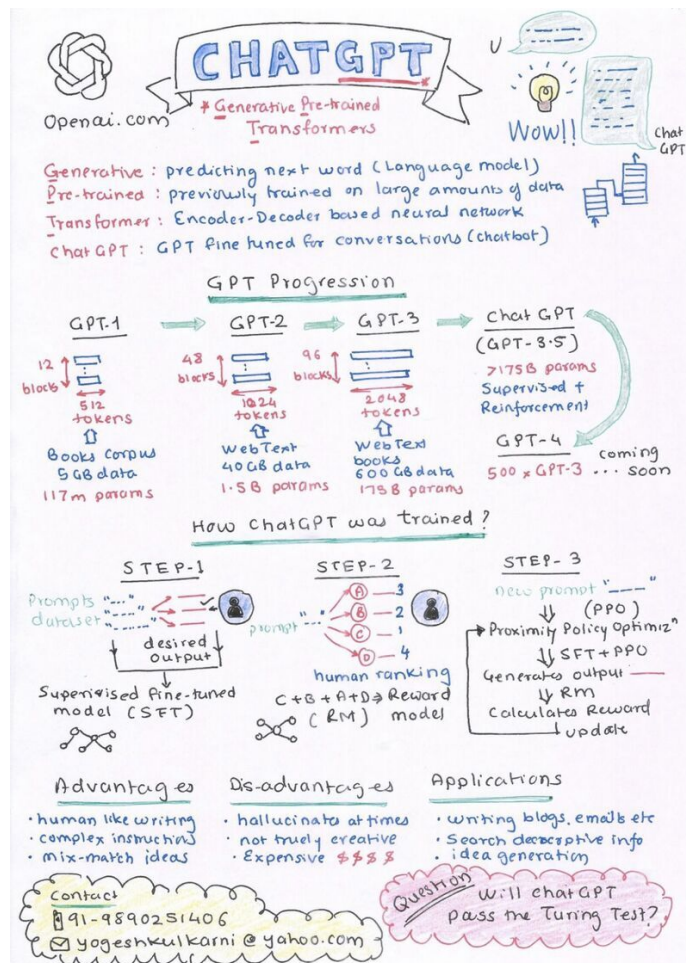 CHATGPT
U
Openai.com
* Generative Pre-trained
Transformers
Wow!!
Chat
GPT
Generative : predicting next word (Language model)
Pre-trained : previously trained on large amounts of data
Transformer : Encoder-Decoder based neural network
Chat GPT : GPT fine tuned for conversations (chatbot)
GPT Progression
GPT-1
12
blocks
512
tokens
Books Corpus
5GB data
117m params
GPT-2
48
blocks
1024
tokens
WebText
40GB data
1.5B params
GPT-3
96
blocks
2048
tokens
WebText
books
600GB data
175B params
Chat GPT
(GPT-3.5)
>175B params
Supervised +
Reinforcement
GPT-4
500 x GPT-3 ... coming
soon
How ChatGPT was trained?
STEP-1
Prompts
dataset
desired
output
Supervised fine-tuned
model (SFT)
STEP-2
prompt
A 3
B 2
C 1
D 4
human ranking
C+B+A+D → Reward
(RM) model
STEP-3
new prompt
(PPO)
Proximity Policy Optimizⁿ
SFT+PPO
Generates output
RM
Calculates Reward
update
Advantages
• human like writing
• complex instruction
• mix-match ideas
Dis-advantages
• hallucinates at times
• not truely creative
• Expensive $$$$
Applications
• writing blogs, emails etc
• Search descriptive info
• idea generation
Contact
91-9890251406
yogeshkulkarni@yahoo.com
Question
Will ChatGPT
pass the Turing Test?